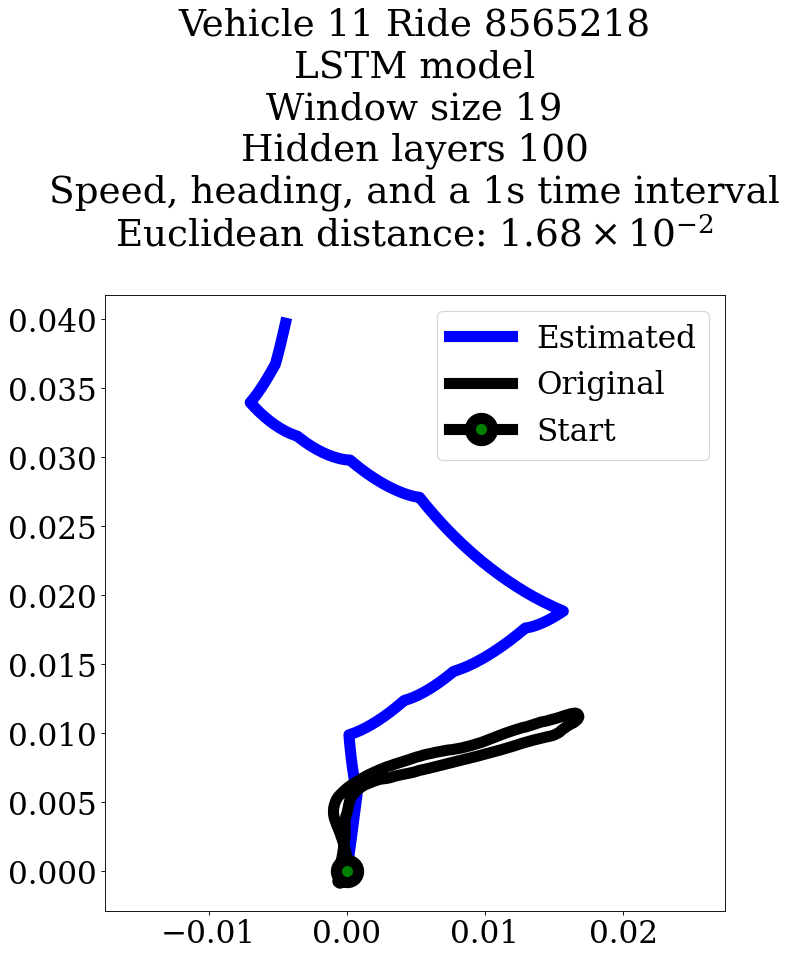 Vehicle 11 Ride 8565218
LSTM model
Window size 19
Hidden layers 100
Speed, heading, and a 1s time interval
Euclidean distance: 1.68 × 10⁻²
Estimated
Original
Start
0.040
0.035
0.030
0.025
0.020
0.015
0.010
0.005
0.000
−0.01 0.00 0.01 0.02